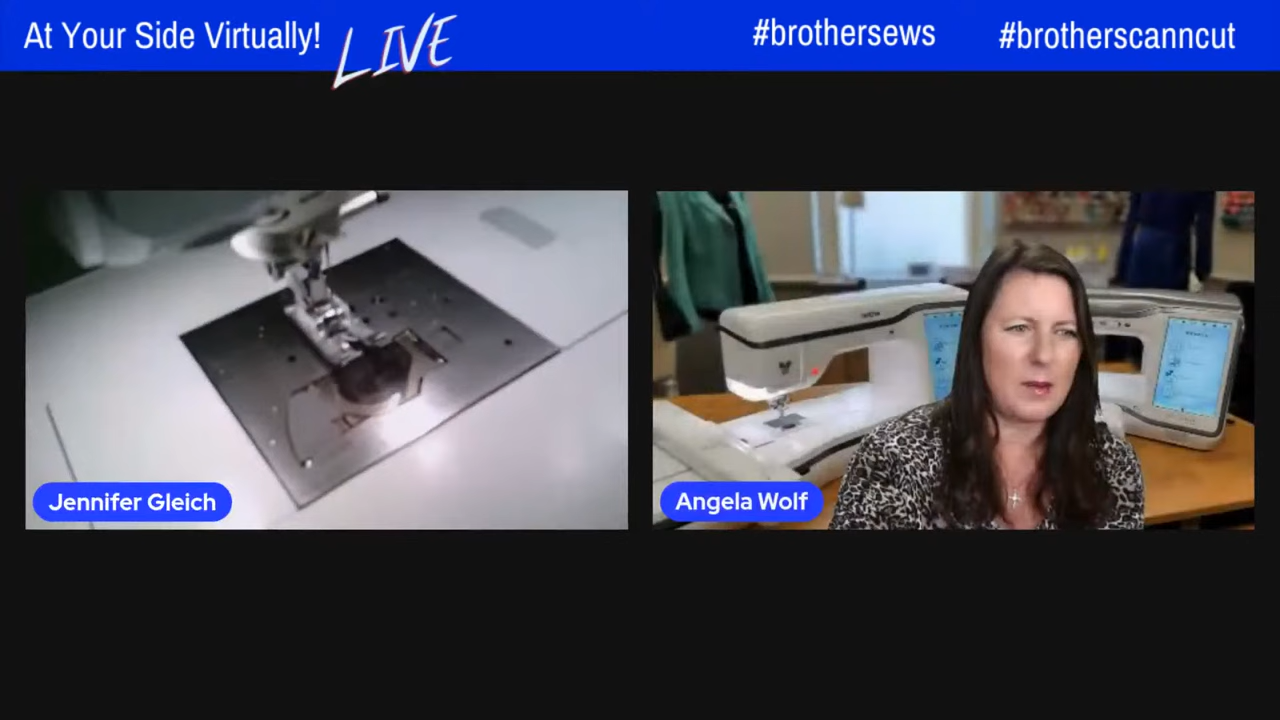 At Your Side Virtually! LIVE
#brothersews
#brotherscanncut
Jennifer Gleich
Angela Wolf